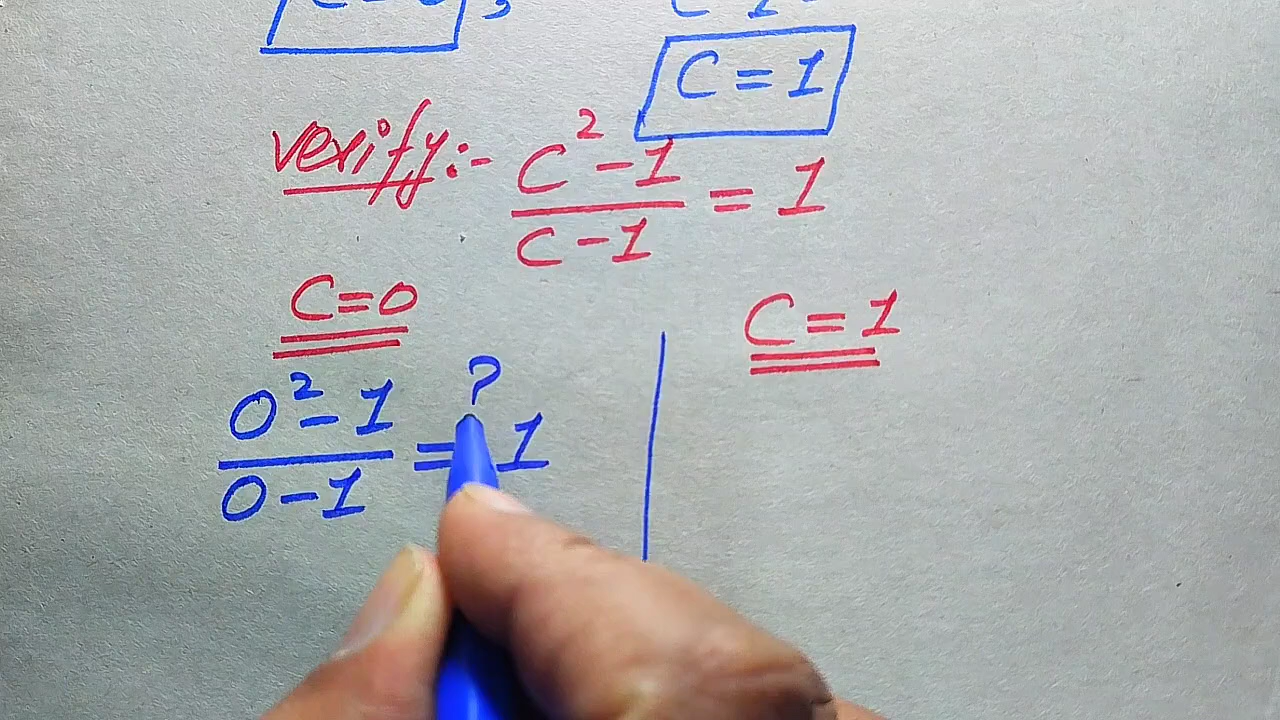 C = 1
verify:- C² - 1 / C - 1 = 1
C = 0
C = 1
0² - 1 / 0 - 1 =? 1